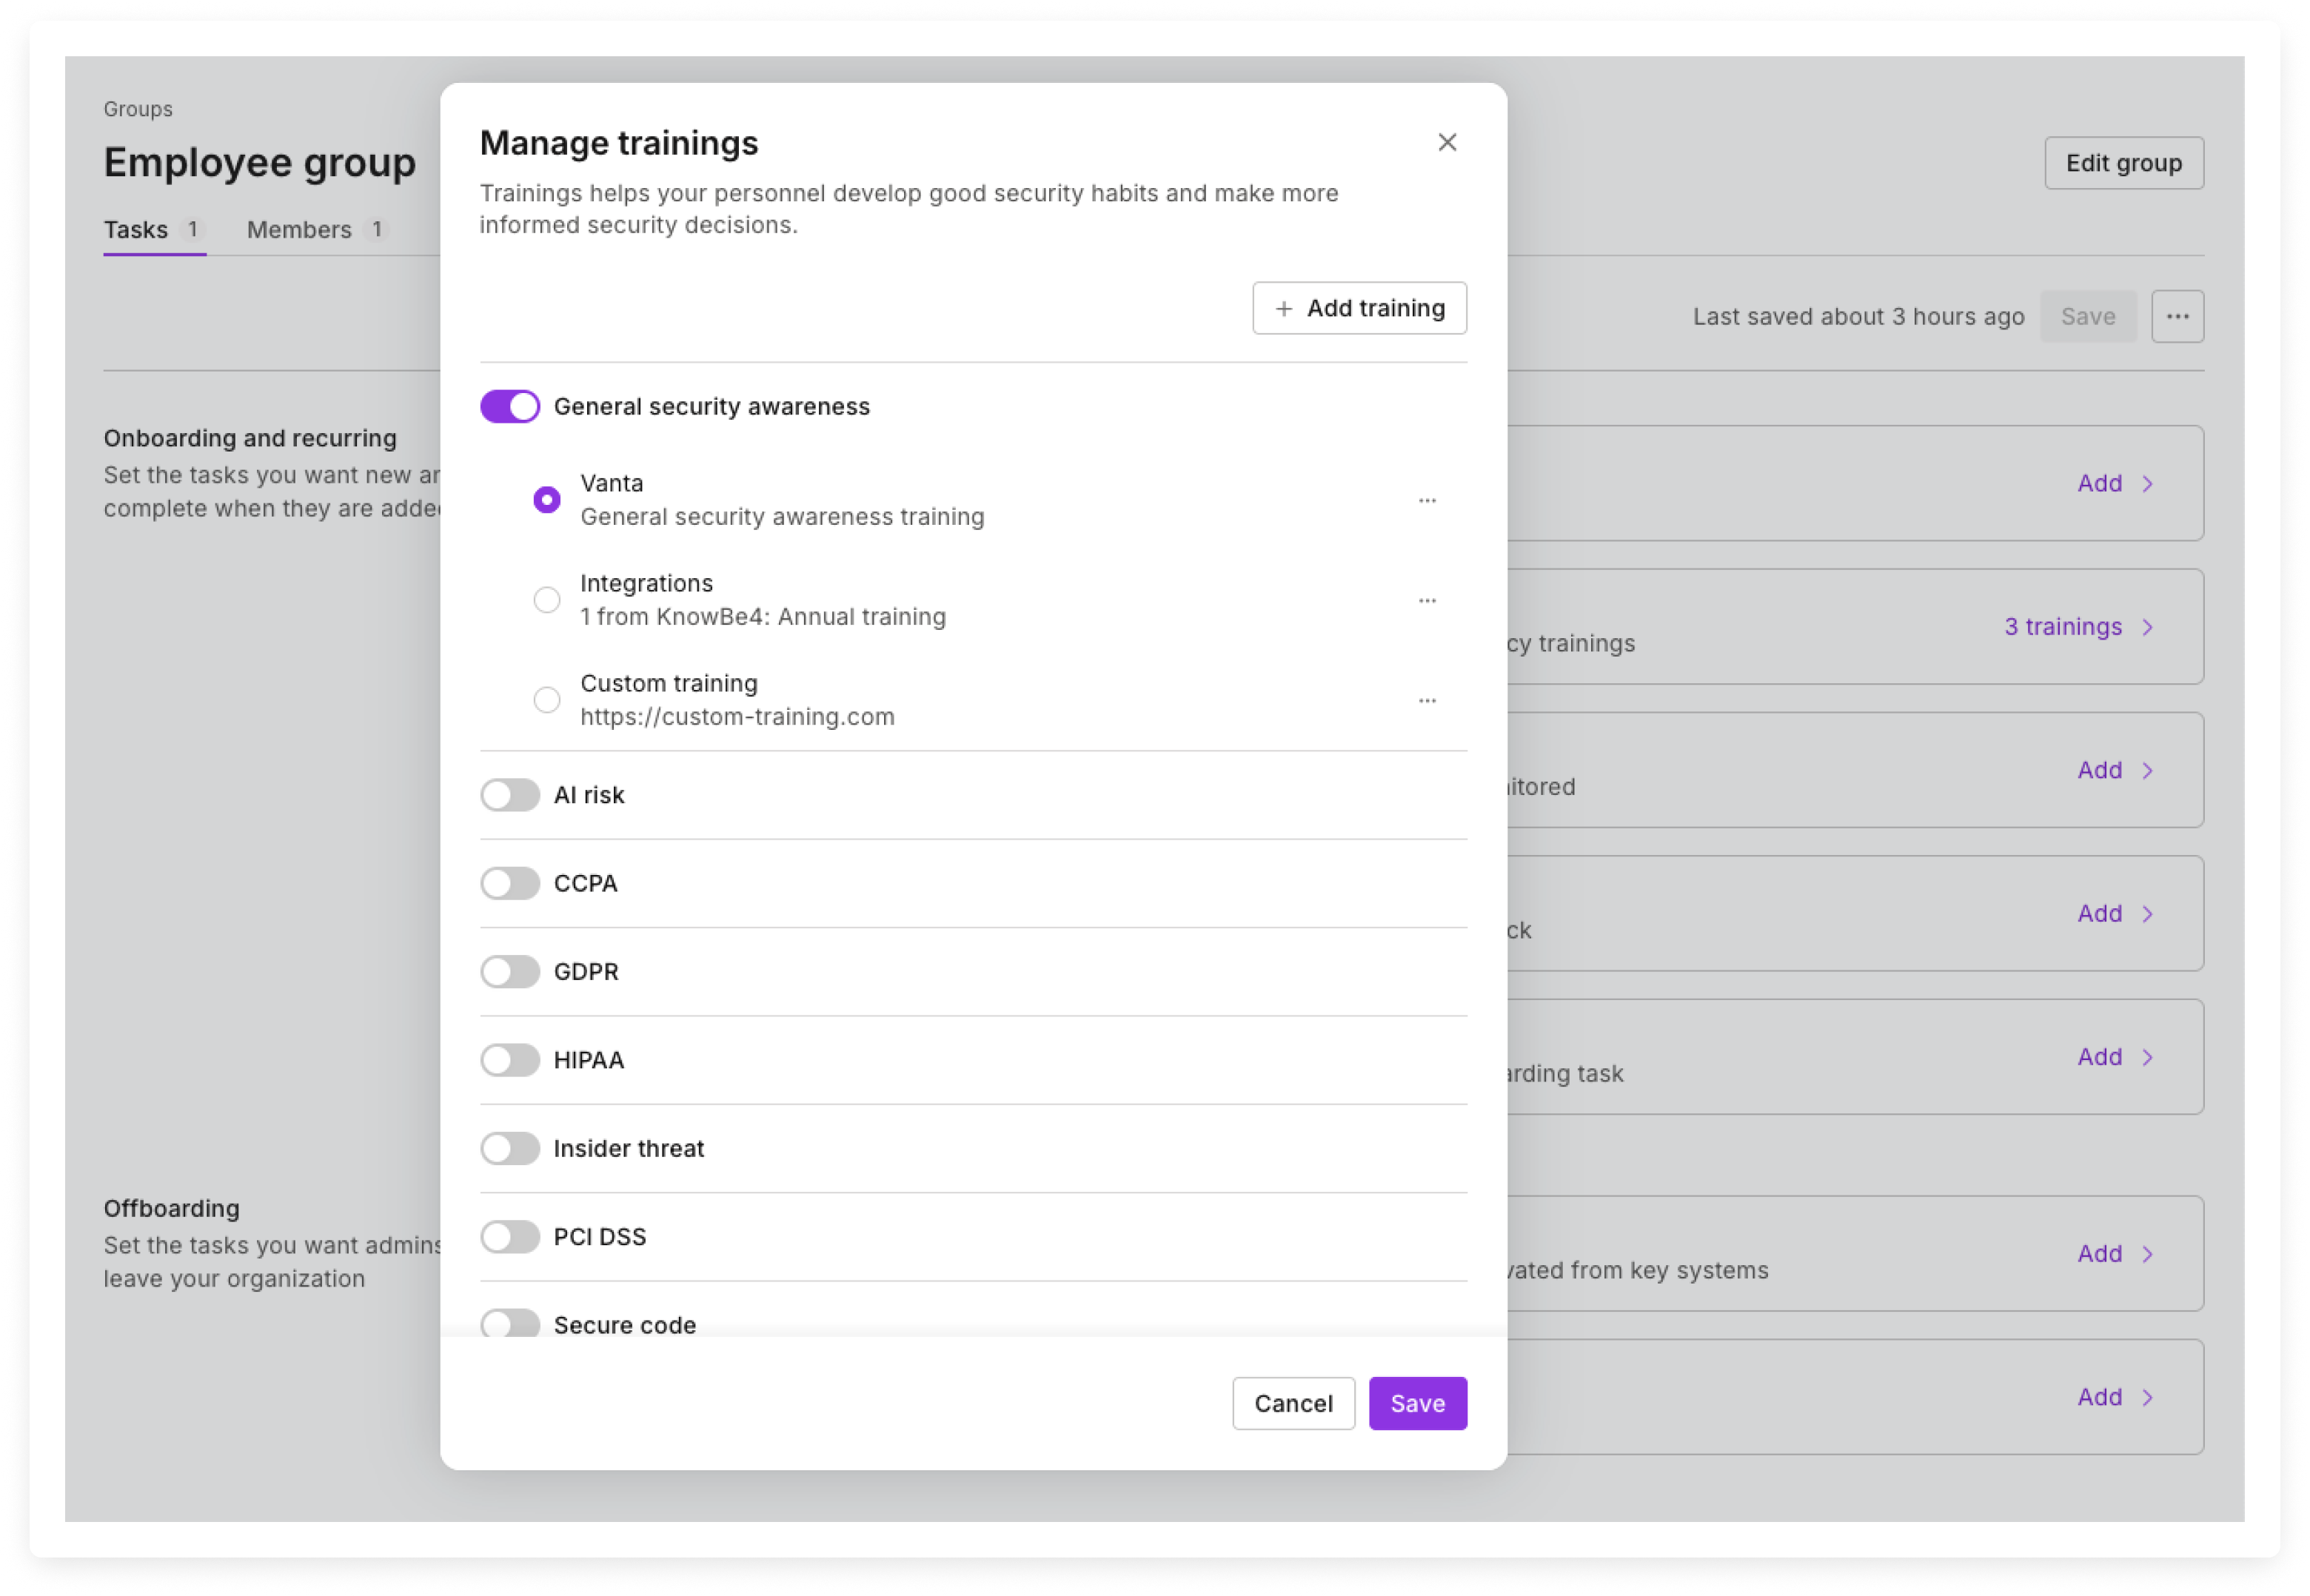 Groups
Employee group
Edit group
Tasks 1
Members 1
Last saved about 3 hours ago
Save
Onboarding and recurring
Set the tasks you want new
complete when they are
Add
cy trainings
3 trainings
itored
Add
ck
Add
rding task
Add
Offboarding
Set the tasks you want admins
leave your organization
vated from key systems
Add
Add
Manage trainings
Trainings helps your personnel develop good security habits and make more
informed security decisions.
+ Add training
General security awareness
Vanta
General security awareness training
...
Integrations
1 from KnowBe4: Annual training
...
Custom training
https://custom-training.com
...
AI risk
CCPA
GDPR
HIPAA
Insider threat
PCI DSS
Secure code
Cancel
Save